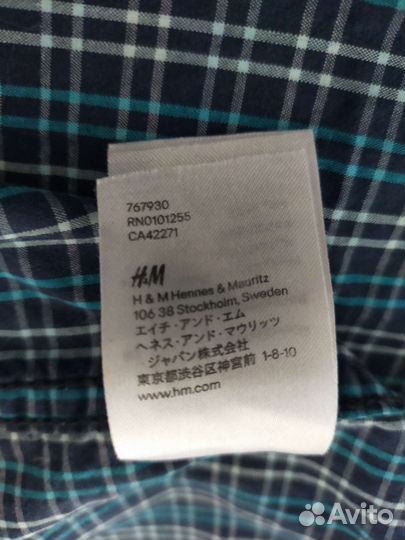 767930
RN0101255
CA42271
H&M
H & M Hennes & Mauritz
106 38 Stockholm, Sweden
エイチ・アンド・エム
ヘネス・アンド・マウリッツ
ジャパン株式会社
東京都渋谷区神宮前 1-8-10
www.hm.com
Avito